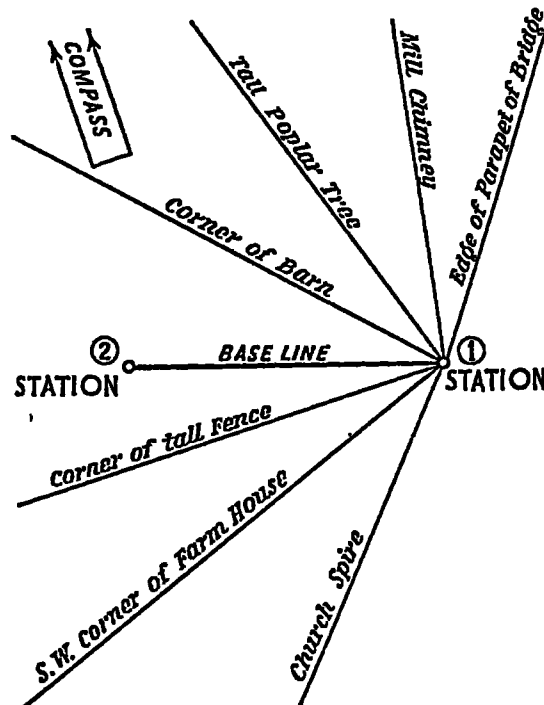 COMPASS
Tall Poplar Tree
Mill Chimney
Edge of Parapet of Bridge
Corner of Barn
②
STATION
BASE LINE
①
STATION
Corner of tall Fence
S.W. Corner of Farm House
Church Spire